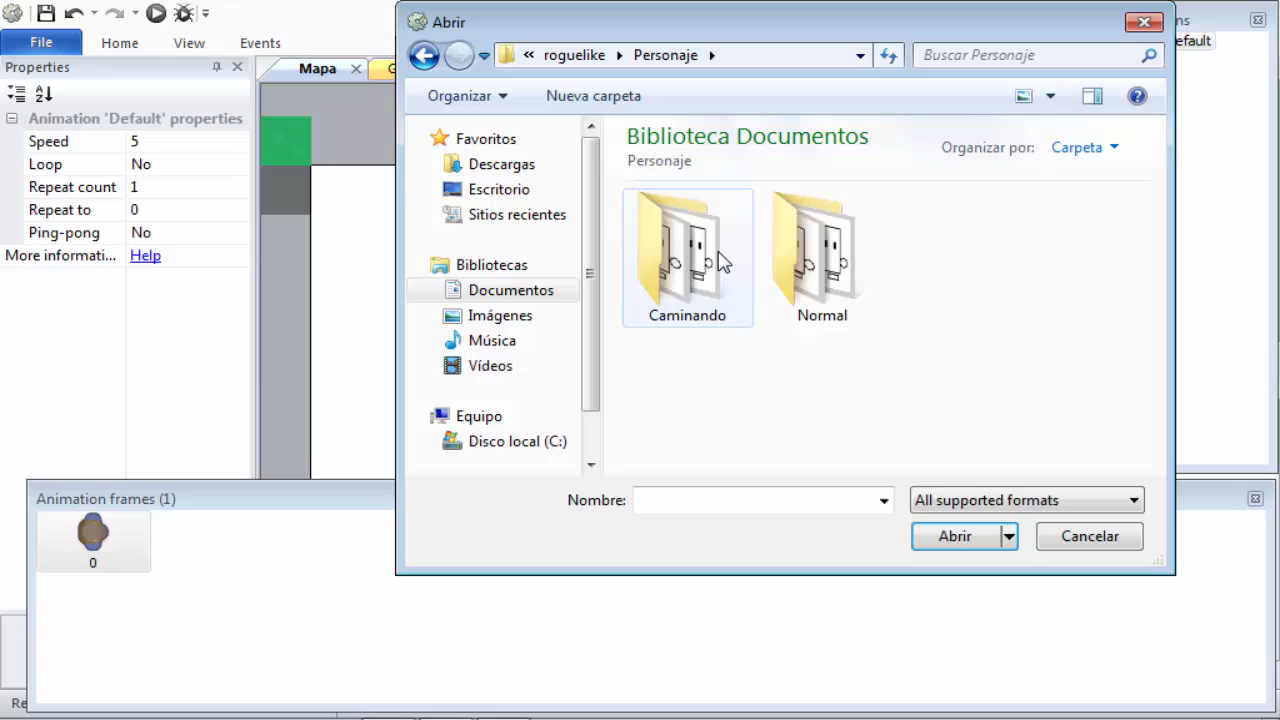 File
Home
View
Events
Properties
Mapa
Animation 'Default' properties
Speed 5
Loop No
Repeat count 1
Repeat to 0
Ping-pong No
More informati... Help
Abrir
« roguelike ▸ Personaje ▸
Buscar Personaje
Organizar
Nueva carpeta
Favoritos
Descargas
Escritorio
Sitios recientes
Bibliotecas
Documentos
Imágenes
Música
Vídeos
Equipo
Disco local (C:)
Biblioteca Documentos
Personaje
Organizar por: Carpeta
Caminando
Normal
Nombre:
All supported formats
Abrir
Cancelar
Animation frames (1)
0